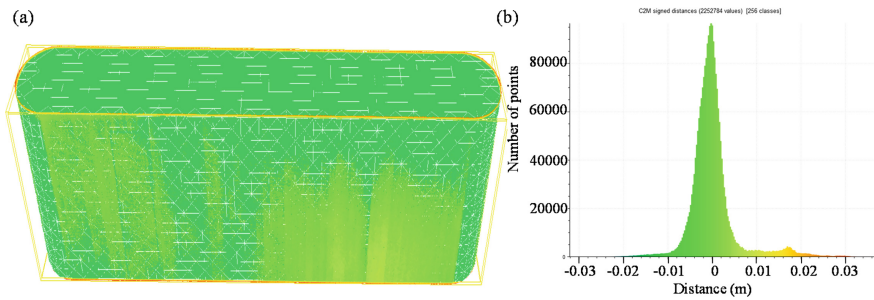 (a)
(b)
C2M signed distances (2252784 values) [256 classes]
Number of points
80000
60000
40000
20000
0
-0.03 -0.02 -0.01 0 0.01 0.02 0.03
Distance (m)